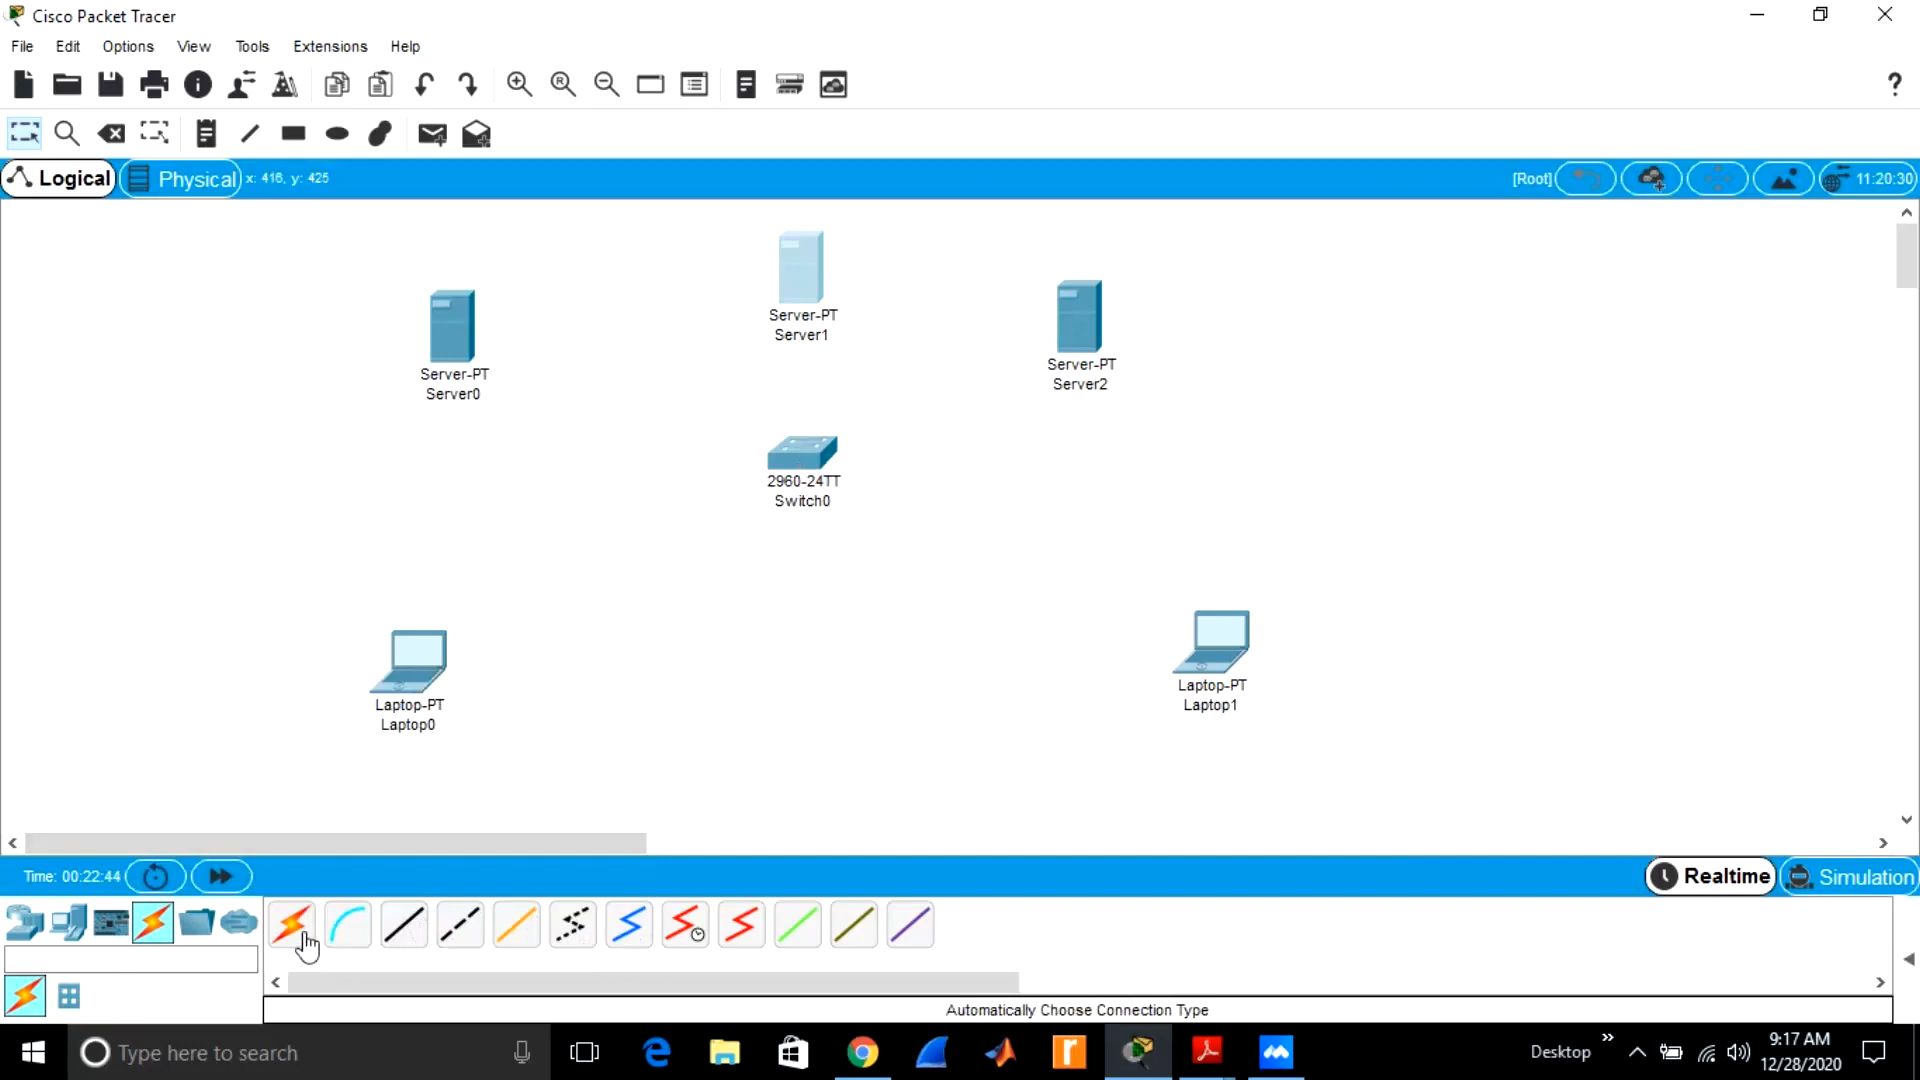 Cisco Packet Tracer
File Edit Options View Tools Extensions Help
Logical Physical x: 416, y: 425 [Root] 11:20:30
Server-PT
Server1
Server-PT
Server2
Server-PT
Server0
2960-24TT
Switch0
Laptop-PT
Laptop1
Laptop-PT
Laptop0
Time: 00:22:44 Realtime Simulation
Automatically Choose Connection Type
Type here to search Desktop 9:17 AM
12/28/2020